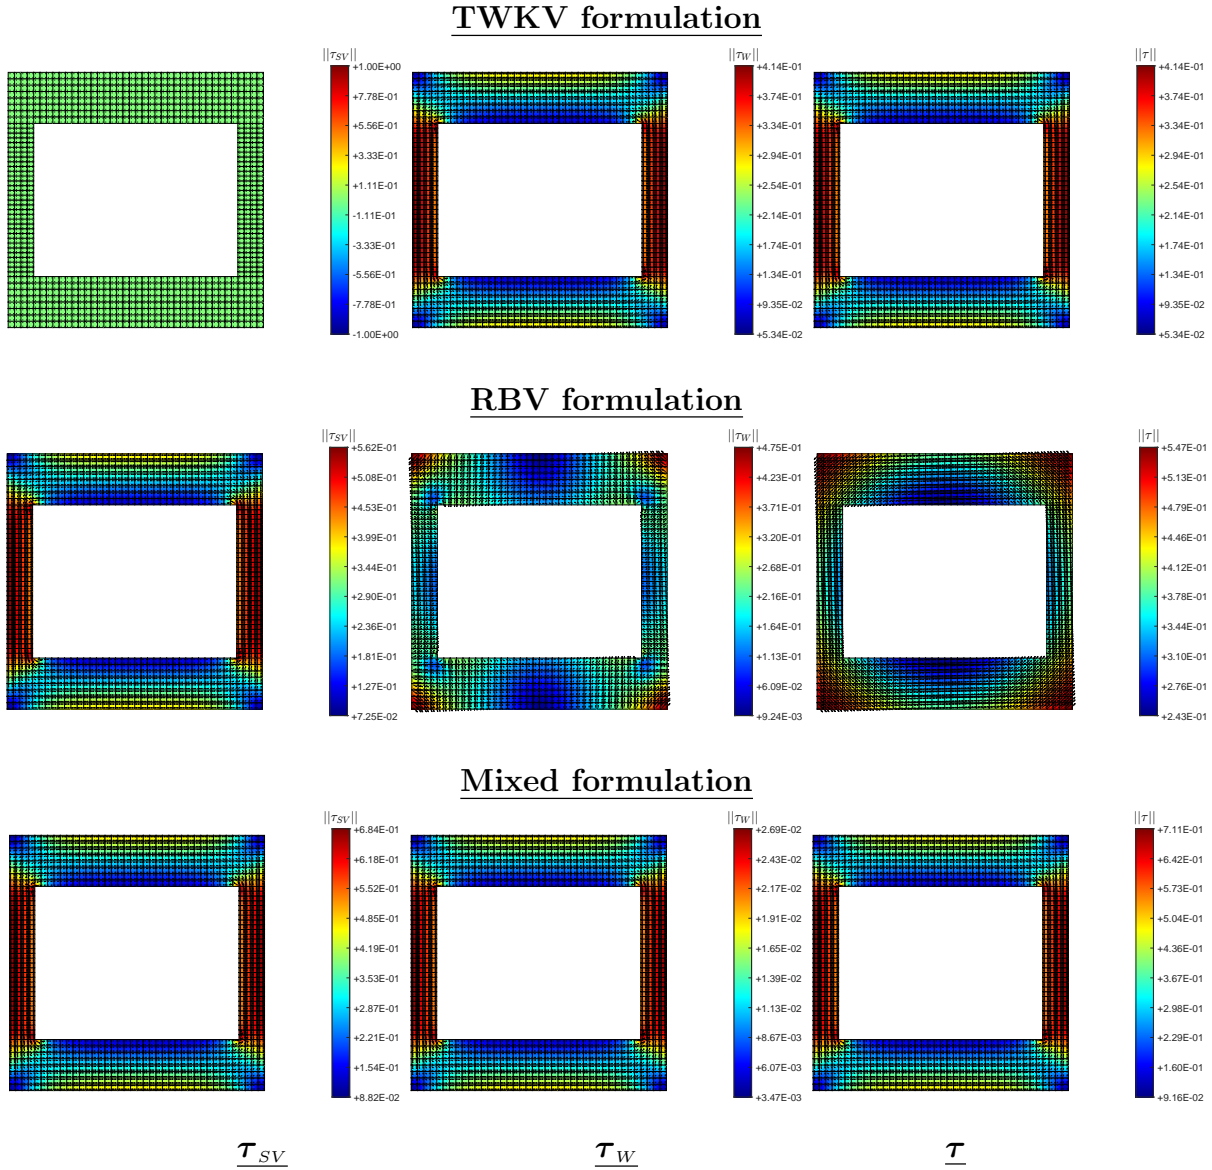 TWKV formulation
||τ_SV||
+1.00E+00
+7.78E-01
+5.56E-01
+3.33E-01
+1.11E-01
-1.11E-01
-3.33E-01
-5.56E-01
-7.78E-01
-1.00E+00
||τ_W||
+4.14E-01
+3.74E-01
+3.34E-01
+2.94E-01
+2.54E-01
+2.14E-01
+1.74E-01
+1.34E-01
+9.35E-02
+5.34E-02
||τ||
+4.14E-01
+3.74E-01
+3.34E-01
+2.94E-01
+2.54E-01
+2.14E-01
+1.74E-01
+1.34E-01
+9.35E-02
+5.34E-02
RBV formulation
||τ_SV||
+5.62E-01
+5.08E-01
+4.53E-01
+3.99E-01
+3.44E-01
+2.90E-01
+2.36E-01
+1.81E-01
+1.27E-01
+7.25E-02
||τ_W||
+4.75E-01
+4.23E-01
+3.71E-01
+3.20E-01
+2.68E-01
+2.16E-01
+1.64E-01
+1.13E-01
+6.09E-02
+9.24E-03
||τ||
+5.47E-01
+5.13E-01
+4.79E-01
+4.46E-01
+4.12E-01
+3.78E-01
+3.44E-01
+3.10E-01
+2.76E-01
+2.43E-01
Mixed formulation
||τ_SV||
+6.84E-01
+6.18E-01
+5.52E-01
+4.85E-01
+4.19E-01
+3.53E-01
+2.87E-01
+2.21E-01
+1.54E-01
+8.82E-02
||τ_W||
+2.69E-02
+2.43E-02
+2.17E-02
+1.91E-02
+1.65E-02
+1.39E-02
+1.13E-02
+8.67E-03
+6.07E-03
+3.47E-03
||τ||
+7.11E-01
+6.42E-01
+5.73E-01
+5.04E-01
+4.36E-01
+3.67E-01
+2.98E-01
+2.29E-01
+1.60E-01
+9.16E-02
τ_SV τ_W τ